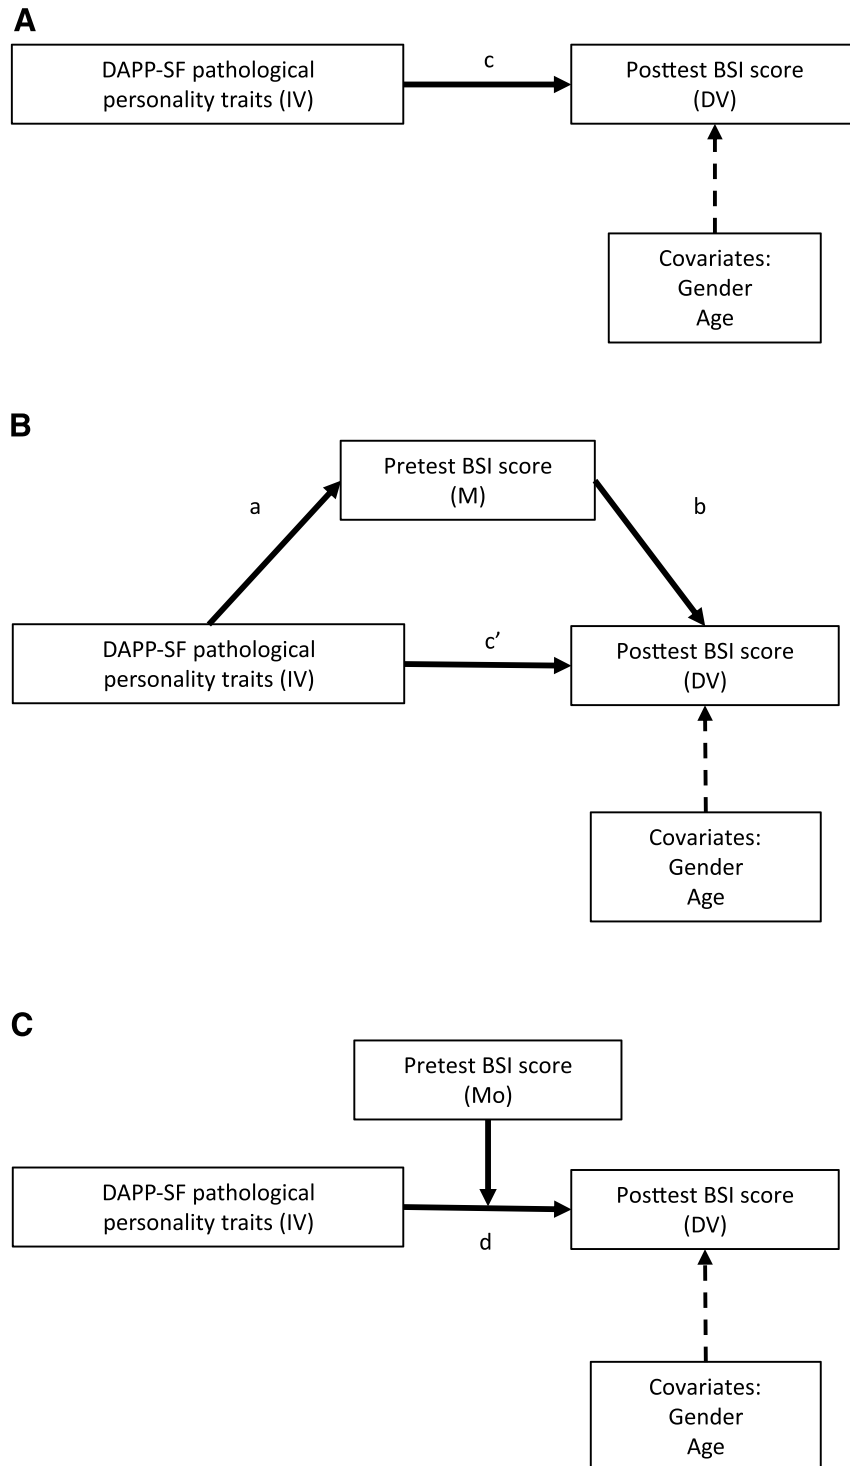 A
DAPP-SF pathological
personality traits (IV)
c
Posttest BSI score
(DV)
Covariates:
Gender
Age
B
Pretest BSI score
(M)
a
b
DAPP-SF pathological
personality traits (IV)
c’
Posttest BSI score
(DV)
Covariates:
Gender
Age
C
Pretest BSI score
(Mo)
DAPP-SF pathological
personality traits (IV)
d
Posttest BSI score
(DV)
Covariates:
Gender
Age